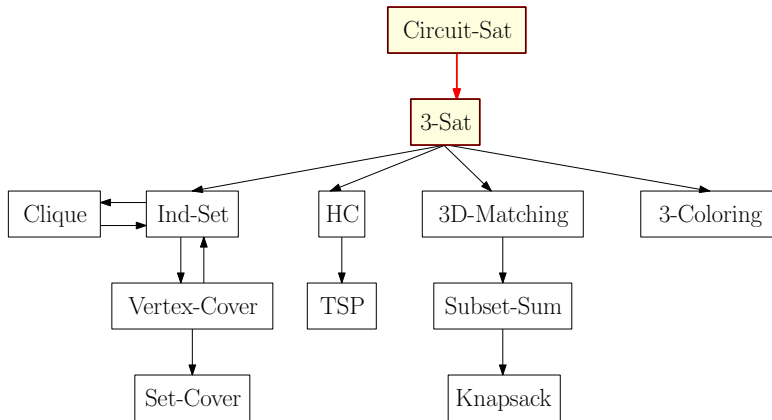 Circuit-Sat
3-Sat
Clique
Ind-Set
HC
3D-Matching
3-Coloring
Vertex-Cover
TSP
Subset-Sum
Set-Cover
Knapsack